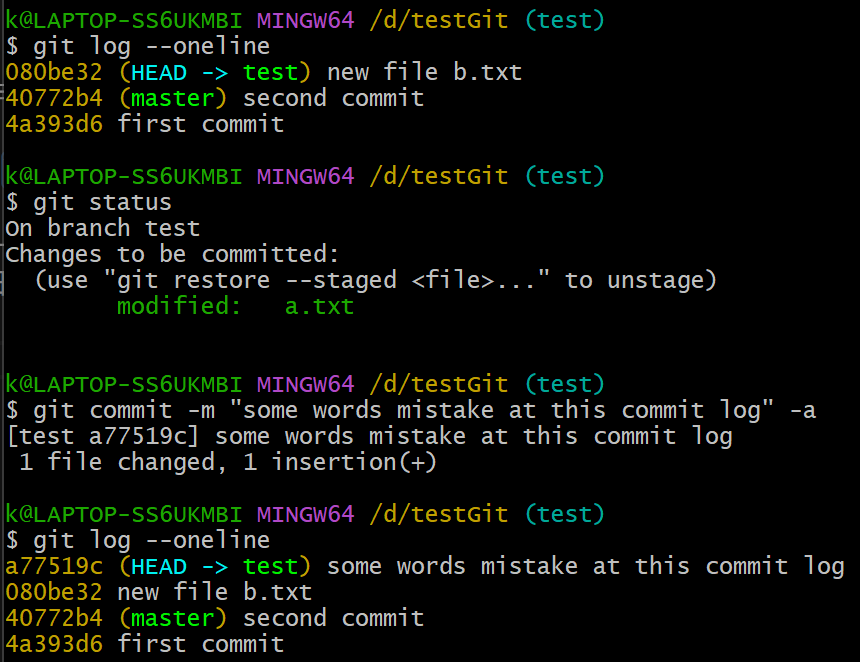 k@LAPTOP-SS6UKMBI MINGW64 /d/testGit (test)
$ git log --oneline
080be32 (HEAD -> test) new file b.txt
40772b4 (master) second commit
4a393d6 first commit
k@LAPTOP-SS6UKMBI MINGW64 /d/testGit (test)
$ git status
On branch test
Changes to be committed:
  (use "git restore --staged <file>..." to unstage)
        modified:   a.txt
k@LAPTOP-SS6UKMBI MINGW64 /d/testGit (test)
$ git commit -m "some words mistake at this commit log" -a
[test a77519c] some words mistake at this commit log
 1 file changed, 1 insertion(+)
k@LAPTOP-SS6UKMBI MINGW64 /d/testGit (test)
$ git log --oneline
a77519c (HEAD -> test) some words mistake at this commit log
080be32 new file b.txt
40772b4 (master) second commit
4a393d6 first commit